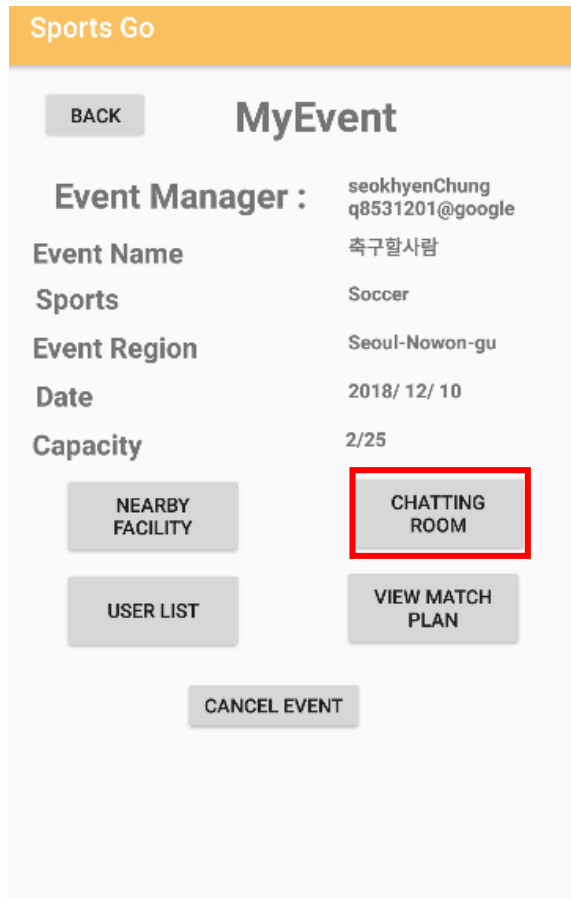 Sports Go
BACK
MyEvent
Event Manager :
seokhyenChung
q8531201@google
Event Name
축구할사람
Sports
Soccer
Event Region
Seoul-Nowon-gu
Date
2018/ 12/ 10
Capacity
2/25
NEARBY
FACILITY
CHATTING
ROOM
USER LIST
VIEW MATCH
PLAN
CANCEL EVENT